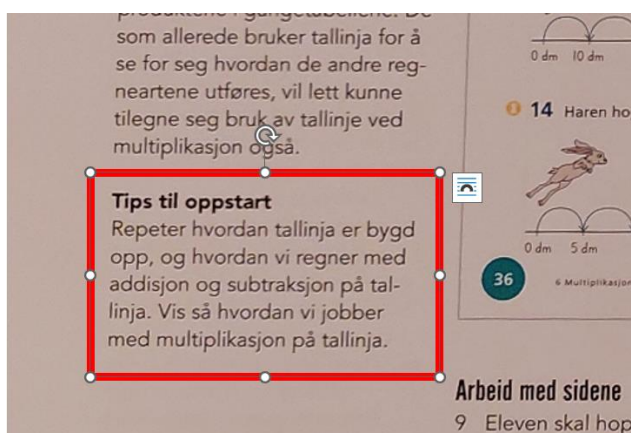 produktene i gangetabellene. De
som allerede bruker tallinja for å
se for seg hvordan de andre reg-
neartene utføres, vil lett kunne
tilegne seg bruk av tallinje ved
multiplikasjon også.
Tips til oppstart
Repeter hvordan tallinja er bygd
opp, og hvordan vi regner med
addisjon og subtraksjon på tal-
linja. Vis så hvordan vi jobber
med multiplikasjon på tallinja.
0 dm 10 dm
14 Haren ho
0 dm 5 dm
36 6 Multiplikasjon
Arbeid med sidene
9 Eleven skal hop